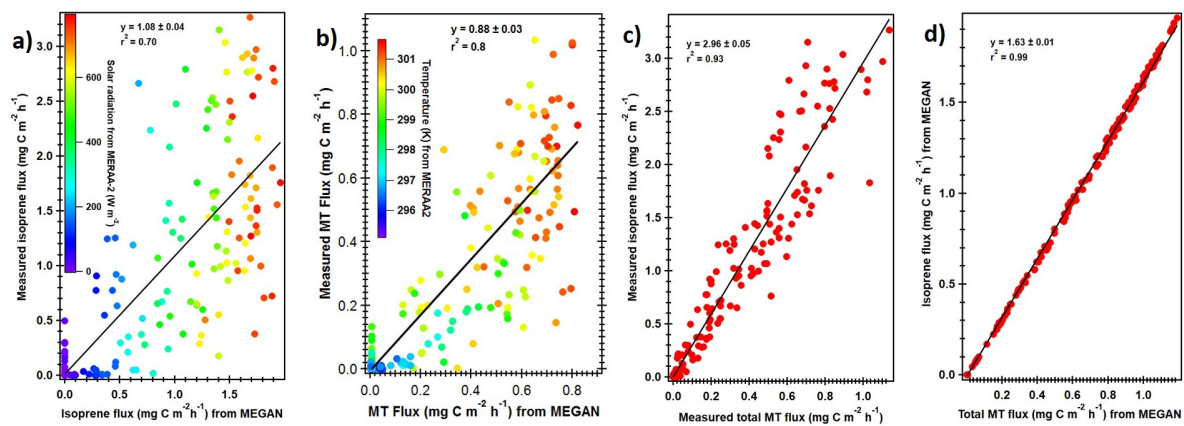 a)
y = 1.08 ± 0.04
r² = 0.70
Measured isoprene flux (mg C m⁻² h⁻¹)
3.0
2.5
2.0
1.5
1.0
0.5
0.0
Solar radiation from MERAA-2 (W m⁻²)
600
400
200
0
0.0 0.5 1.0 1.5
Isoprene flux (mg C m⁻²h⁻¹) from MEGAN
b)
y = 0.88 ± 0.03
r² = 0.8
Measured MT Flux (mg C m⁻² h⁻¹)
1.0
0.8
0.6
0.4
0.2
0.0
Temperature (K) from MERAA2
301
300
299
298
297
296
0.0 0.2 0.4 0.6 0.8
MT Flux (mg C m⁻² h⁻¹) from MEGAN
c)
y = 2.96 ± 0.05
r² = 0.93
Measured isoprene flux (mg C m⁻² h⁻¹)
3.0
2.5
2.0
1.5
1.0
0.5
0.0
0.0 0.2 0.4 0.6 0.8 1.0
Measured total MT flux (mg C m⁻² h⁻¹)
d)
y = 1.63 ± 0.01
r² = 0.99
Isoprene flux (mg C m⁻² h⁻¹) from MEGAN
1.5
1.0
0.5
0.0
0.0 0.2 0.4 0.6 0.8 1.0
Total MT flux (mg C m⁻² h⁻¹) from MEGAN